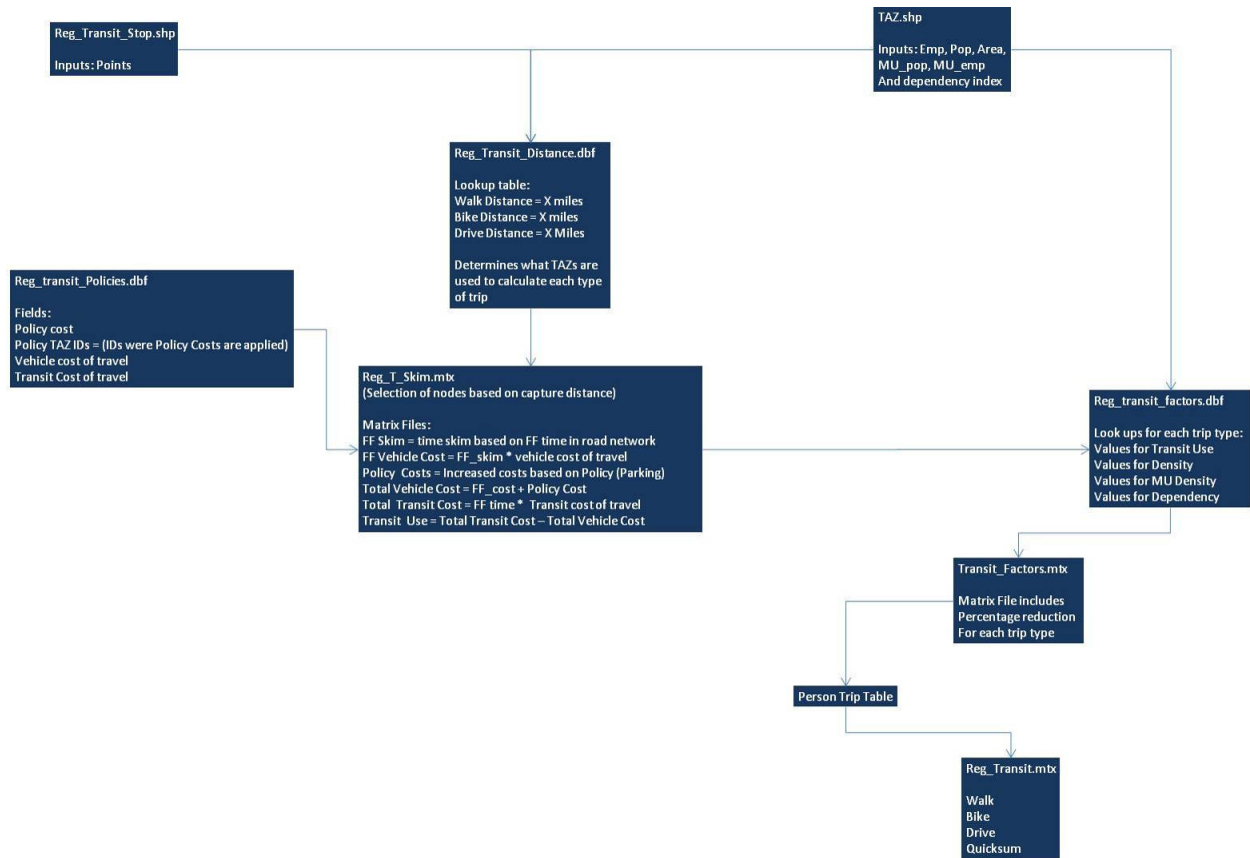 Reg_Transit_Stop.shp
Inputs: Points
TAZ.shp
Inputs: Emp, Pop, Area,
MU_pop, MU_emp
And dependency index
Reg_Transit_Distance.dbf
Lookup table:
Walk Distance = X miles
Bike Distance = X miles
Drive Distance = X Miles
Determines what TAZs are
used to calculate each type
of trip
Reg_transit_Policies.dbf
Fields:
Policy cost
Policy TAZ IDs = (IDs were Policy Costs are applied)
Vehicle cost of travel
Transit Cost of travel
Reg_T_Skim.mtx
(Selection of nodes based on capture distance)
Matrix Files:
FF Skim = time skim based on FF time in road network
FF Vehicle Cost = FF_skim * vehicle cost of travel
Policy Costs = Increased costs based on Policy (Parking)
Total Vehicle Cost = FF_cost + Policy Cost
Total Transit Cost = FF time * Transit cost of travel
Transit Use = Total Transit Cost – Total Vehicle Cost
Reg_transit_factors.dbf
Look ups for each trip type:
Values for Transit Use
Values for Density
Values for MU Density
Values for Dependency
Transit_Factors.mtx
Matrix File includes
Percentage reduction
For each trip type
Person Trip Table
Reg_Transit.mtx
Walk
Bike
Drive
Quicksum